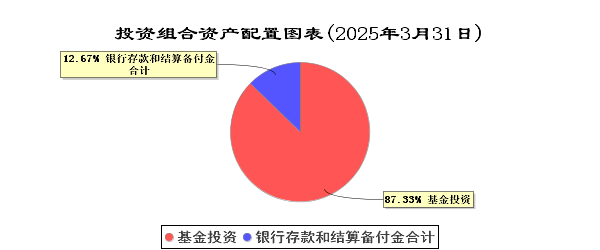 投资组合资产配置图表(2025年3月31日)
12.67% 银行存款和结算备付金
合计
87.33% 基金投资
基金投资 银行存款和结算备付金合计